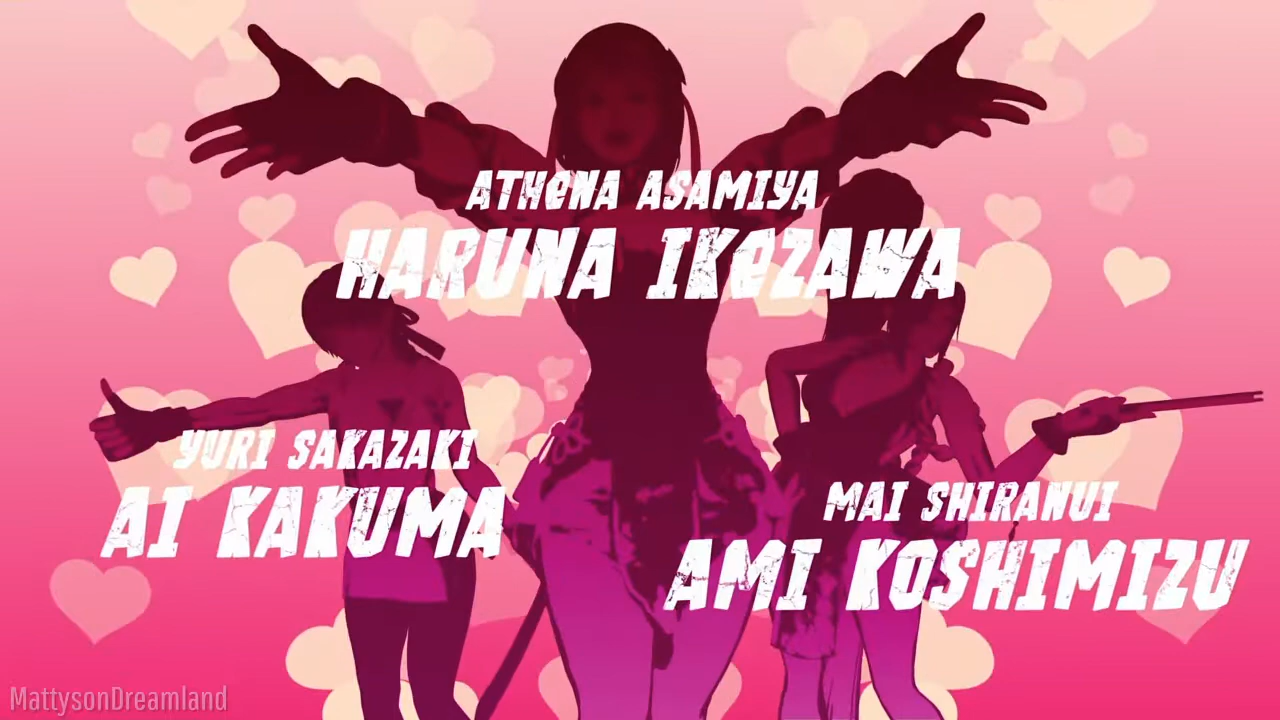 ATHENA ASAMIYA
HARUNA IKEZAWA
YURI SAKAZAKI
AI KAKUMA
MAI SHIRANUI
AMI KOSHIMIZU
MattysonDreamland